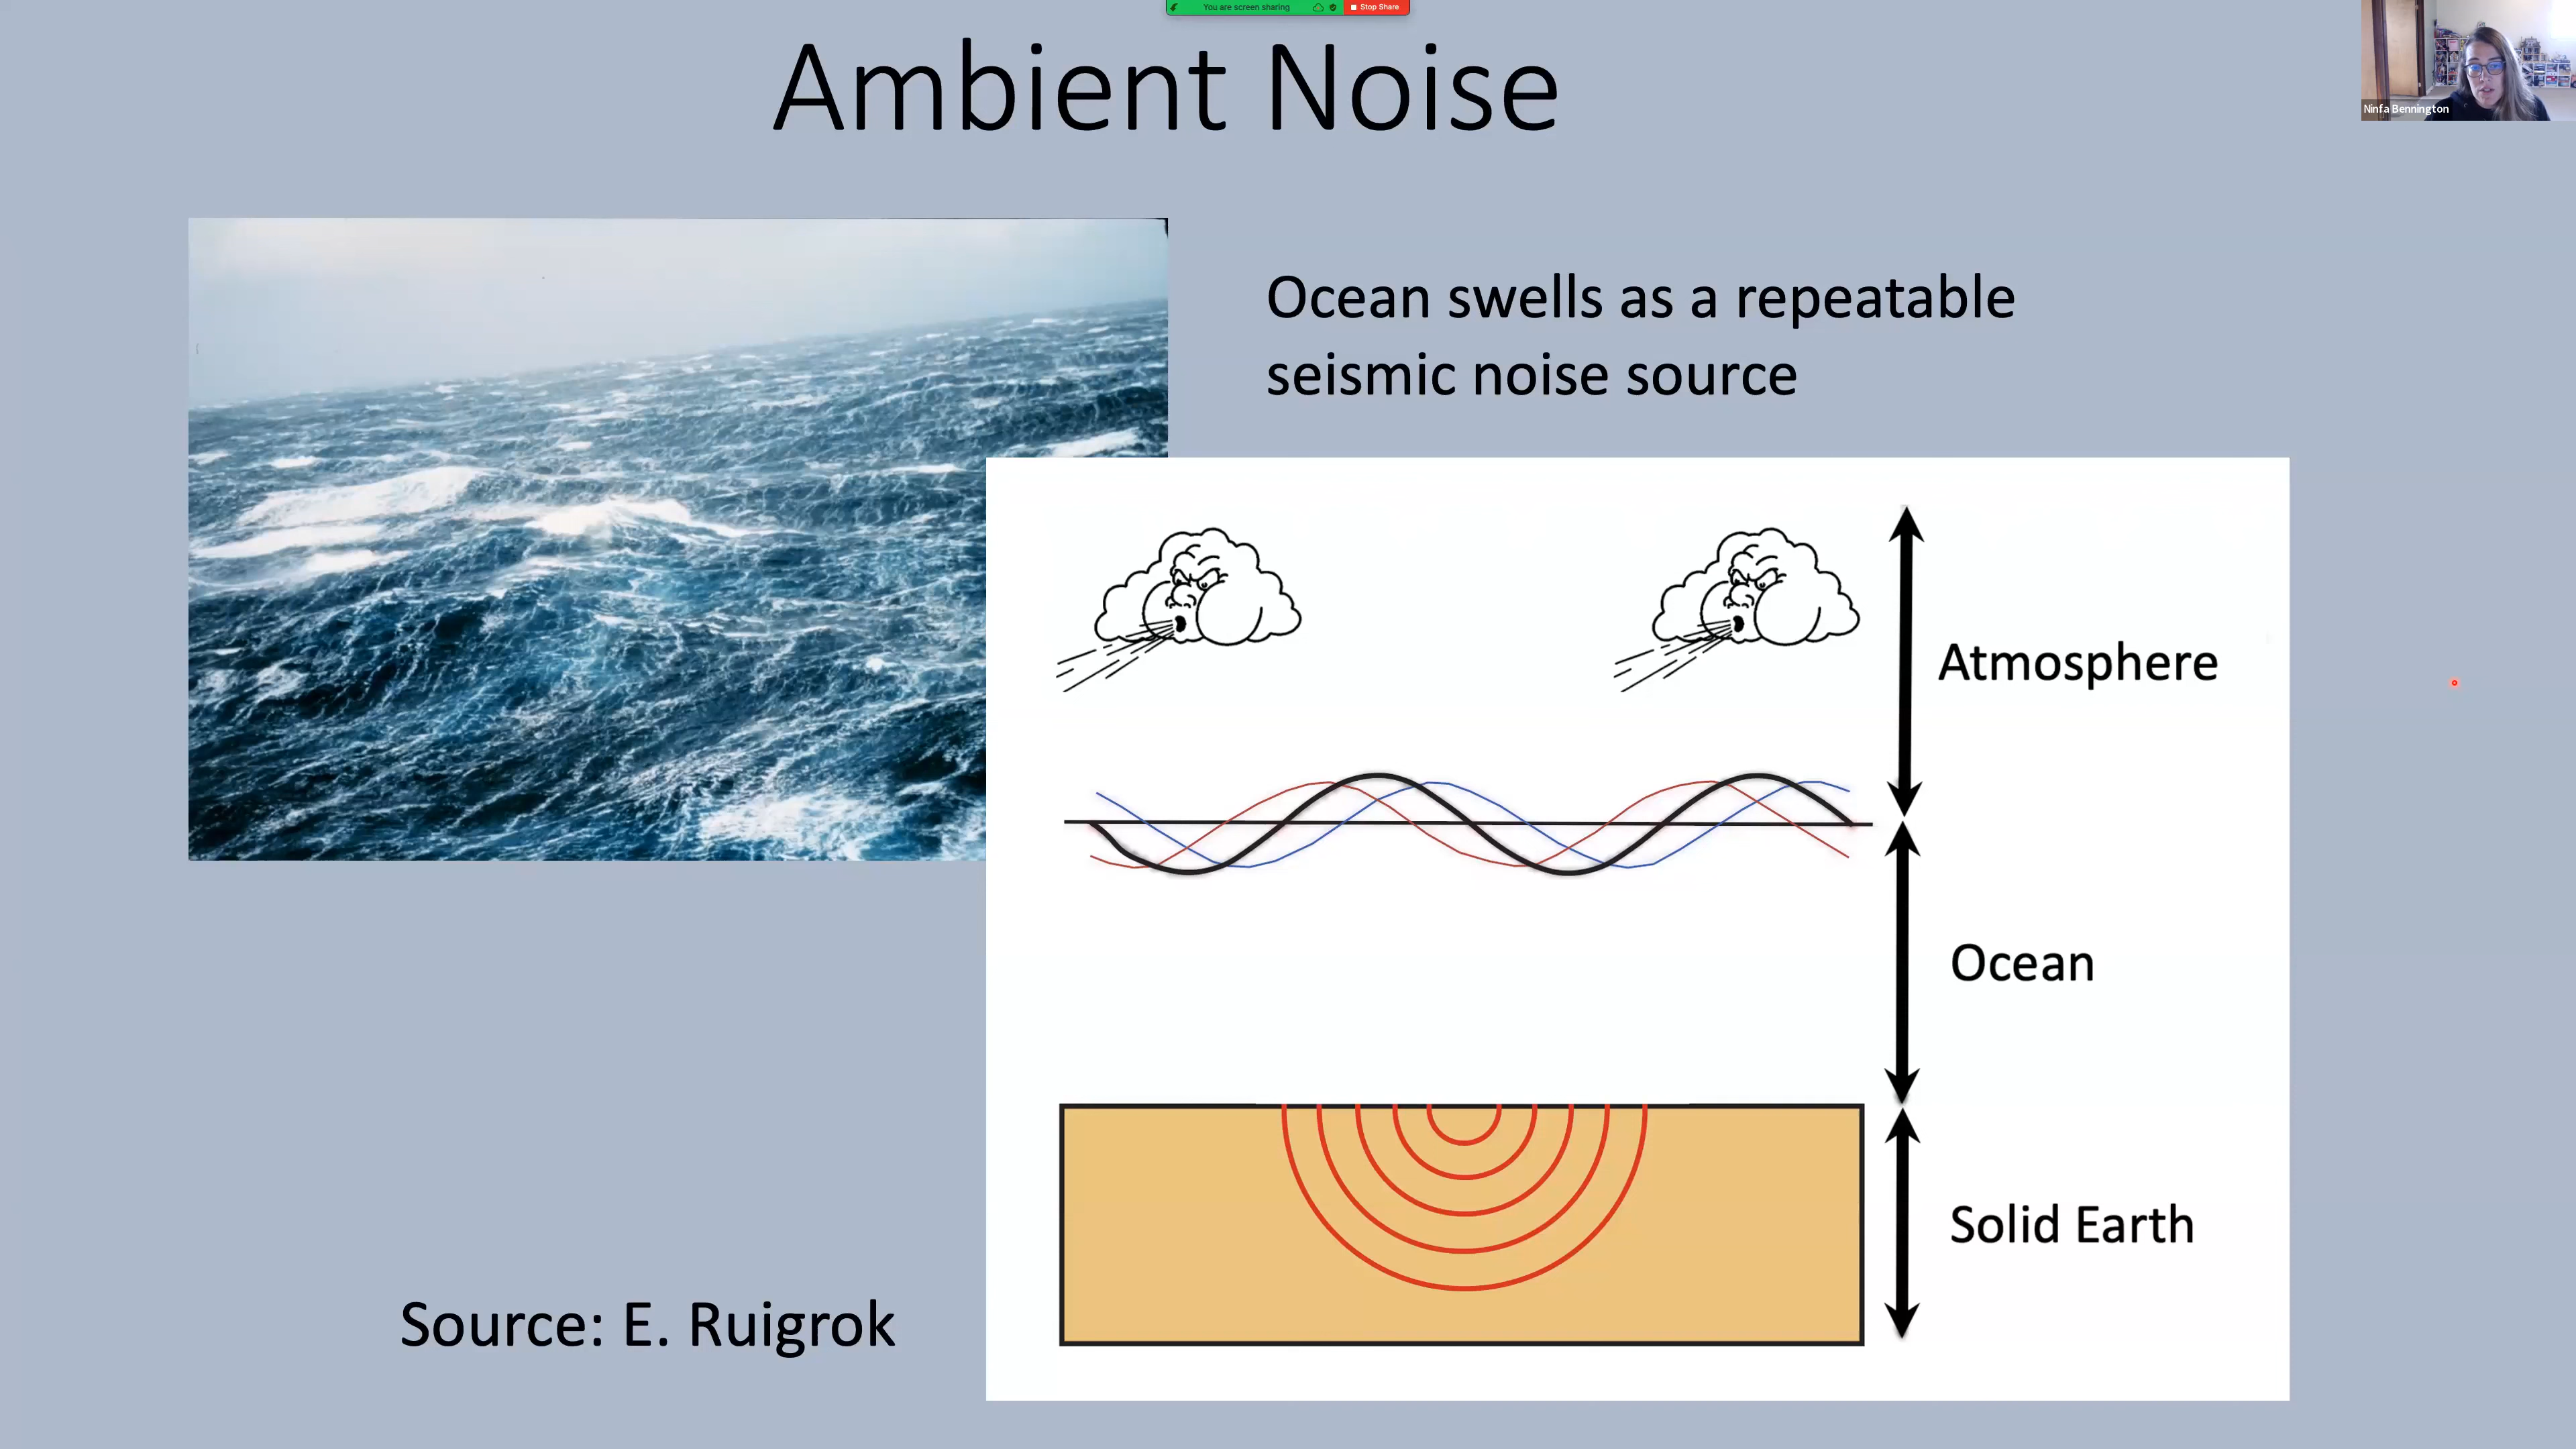 You are screen sharing
Stop Share
Ambient Noise
Ninfa Bennington
Ocean swells as a repeatable
seismic noise source
Atmosphere
Ocean
Solid Earth
Source: E. Ruigrok